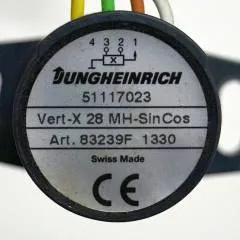 4 3 2 1
X
JUNGHEINRICH
51117023
Vert-X 28 MH-SinCos
Art. 83239F 1330
Swiss Made
CE